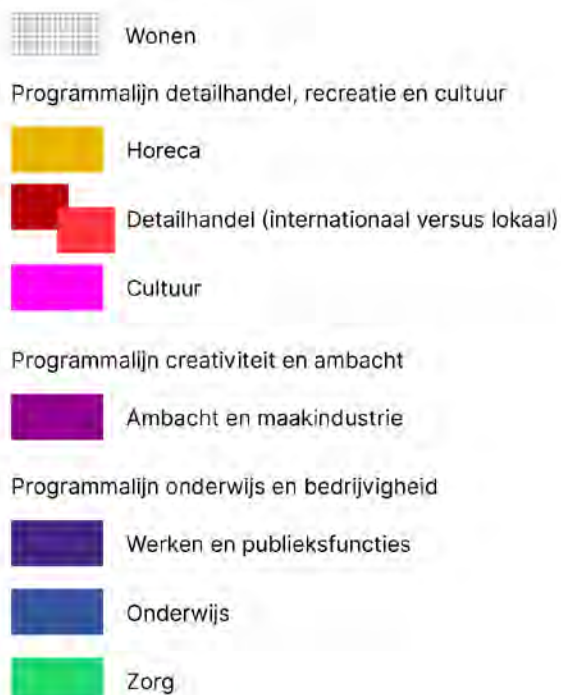 Wonen
Programmalijn detailhandel, recreatie en cultuur
Horeca
Detailhandel (internationaal versus lokaal)
Cultuur
Programmalijn creativiteit en ambacht
Ambacht en maakindustrie
Programmalijn onderwijs en bedrijvigheid
Werken en publieksfuncties
Onderwijs
Zorg